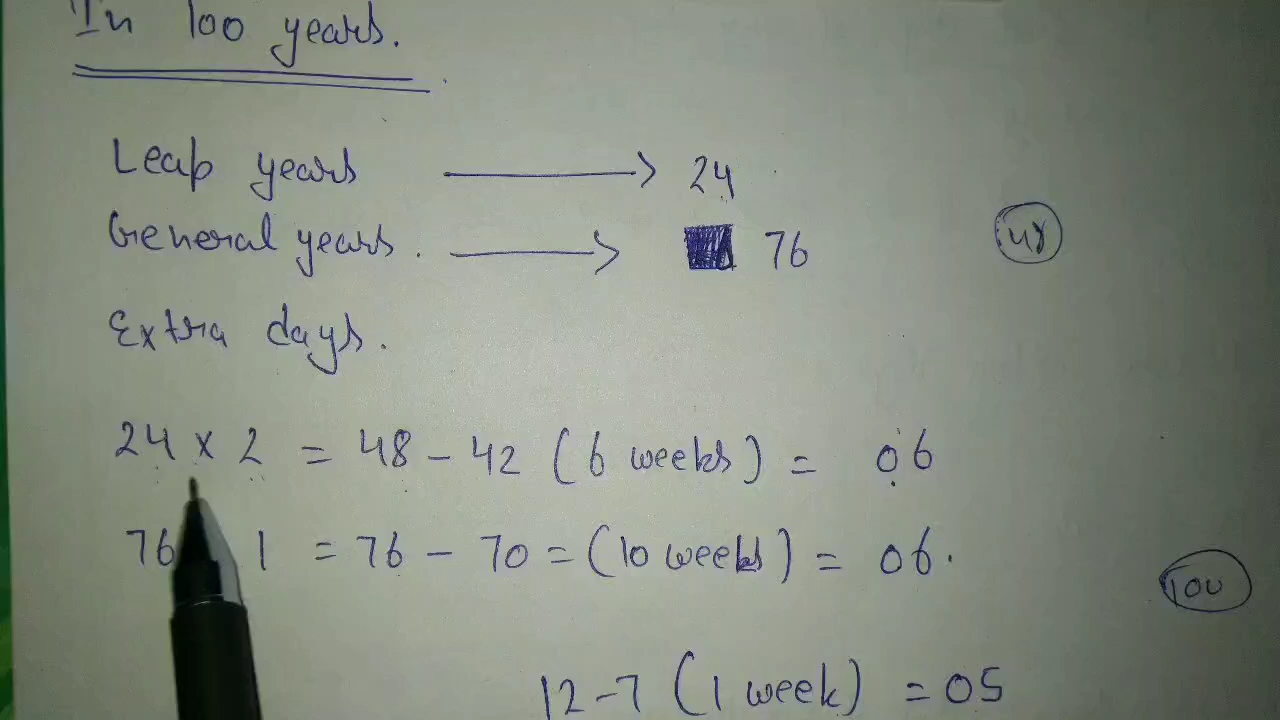 In 100 years.
Leap years → 24
General years. → 76
48
Extra days.
24 x 2 = 48 - 42 (6 weeks) = 06
76 1 = 76 - 70 = (10 weeks) = 06.
100
12 - 7 (1 week) = 05